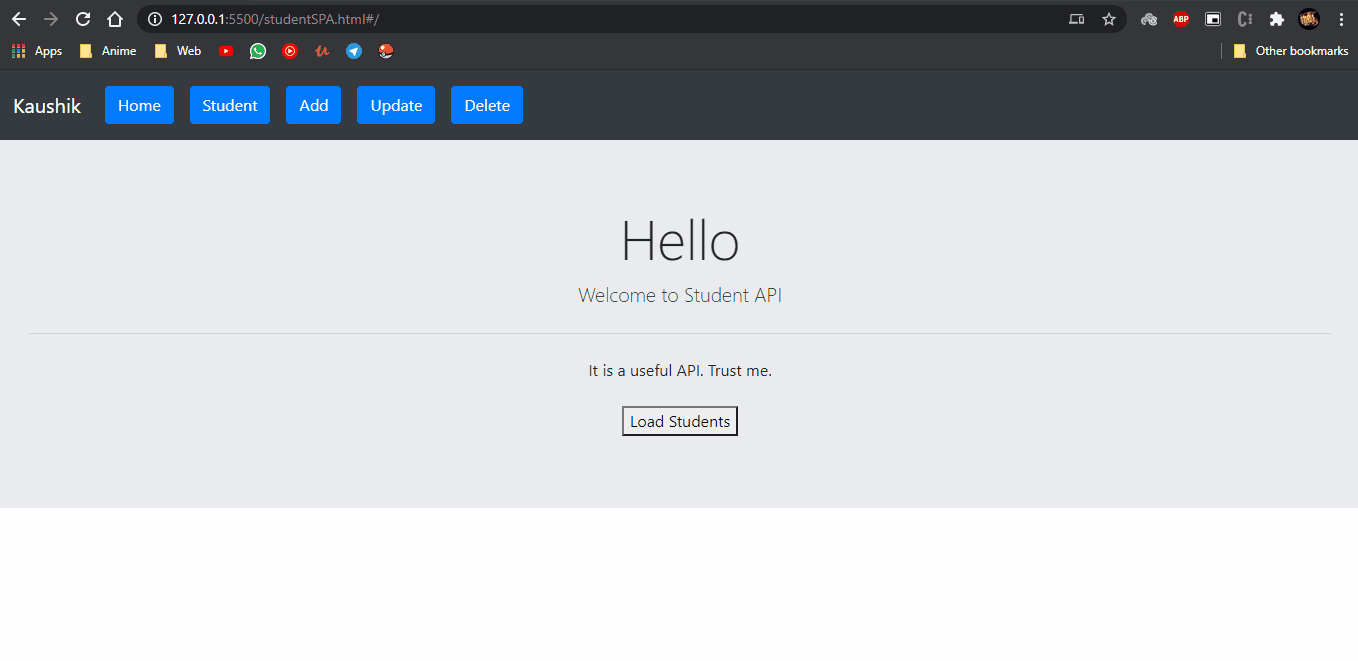 127.0.0.1:5500/studentSPA.html#/
ABP
Apps Anime Web Other bookmarks
Kaushik Home Student Add Update Delete
Hello
Welcome to Student API
It is a useful API. Trust me.
Load Students